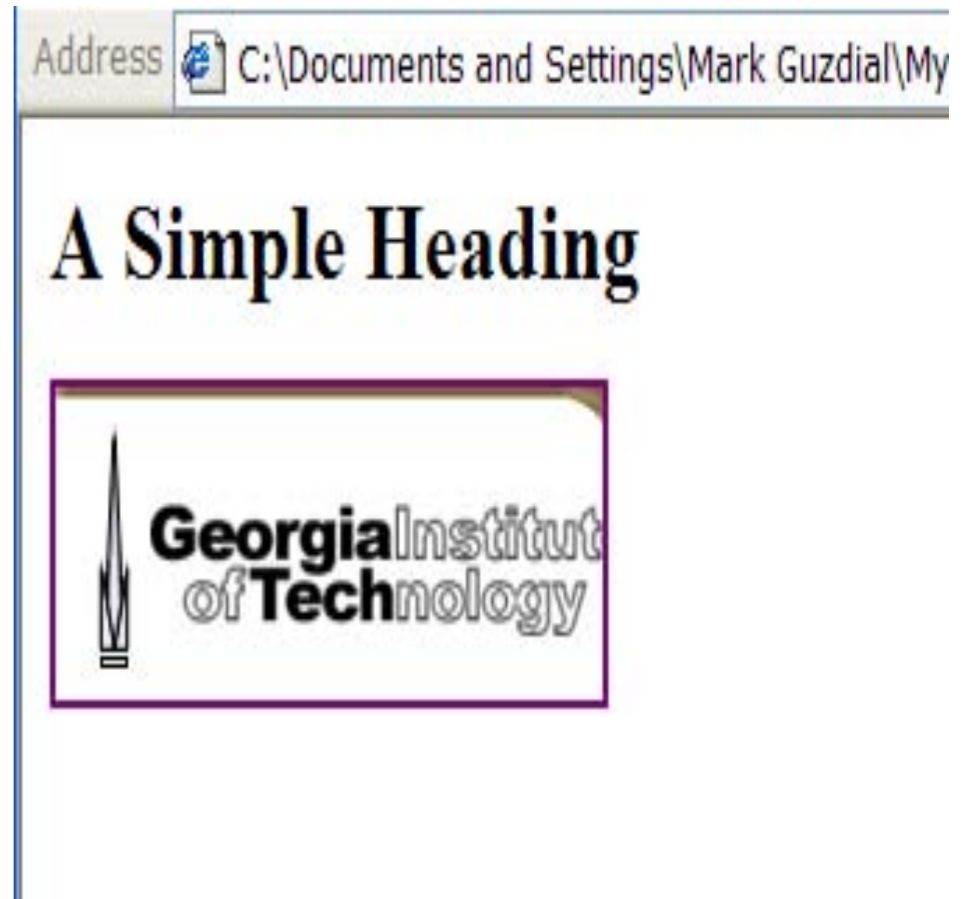 Address C:\Documents and Settings\Mark Guzdial\My
A Simple Heading
GeorgiaInstitut
ofTechnology